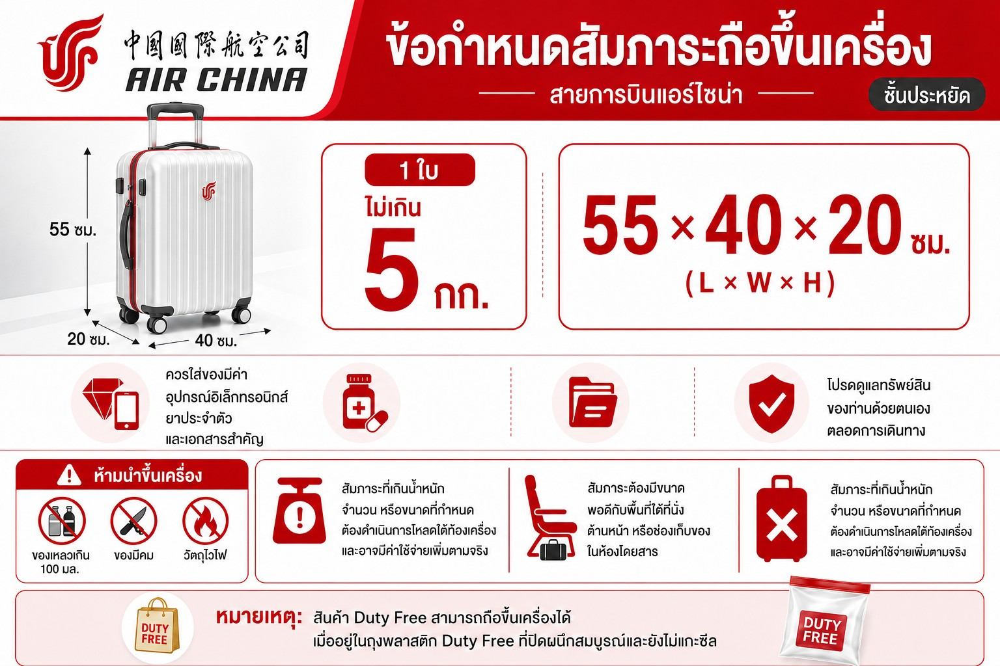 中国国際航空公司
AIR CHINA
ข้อกำหนดสัมภาระถือขึ้นเครื่อง
สายการบินแอร์ไชน่า
ชั้นประหยัด
55 ซม.
20 ซม.
40 ซม.
1 ใบ
ไม่เกิน
5 กก.
55 × 40 × 20 ซม.
( L × W × H )
ควรใส่ของมีค่า
อุปกรณ์อิเล็กทรอนิกส์
ยาประจำตัว
และเอกสารสำคัญ
โปรดดูแลทรัพย์สิน
ของท่านด้วยตนเอง
ตลอดการเดินทาง
ห้ามนำขึ้นเครื่อง
ของเหลวเกิน
100 มล.
ของมีคม
วัตถุไวไฟ
สัมภาระที่เกินน้ำหนัก
จำนวน หรือขนาดที่กำหนด
ต้องดำเนินการโหลดใต้ท้องเครื่อง
และอาจมีค่าใช้จ่ายเพิ่มตามจริง
สัมภาระต้องมีขนาด
พอดีกับพื้นที่ใต้ที่นั่ง
ด้านหน้า หรือช่องเก็บของ
ในห้องโดยสาร
สัมภาระที่เกินน้ำหนัก
จำนวน หรือขนาดที่กำหนด
ต้องดำเนินการโหลดใต้ท้องเครื่อง
และอาจมีค่าใช้จ่ายเพิ่มตามจริง
DUTY
FREE
หมายเหตุ: สินค้า Duty Free สามารถถือขึ้นเครื่องได้
เมื่ออยู่ในถุงพลาสติก Duty Free ที่ปิดผนึกสมบูรณ์และยังไม่แกะซีล
DUTY
FREE